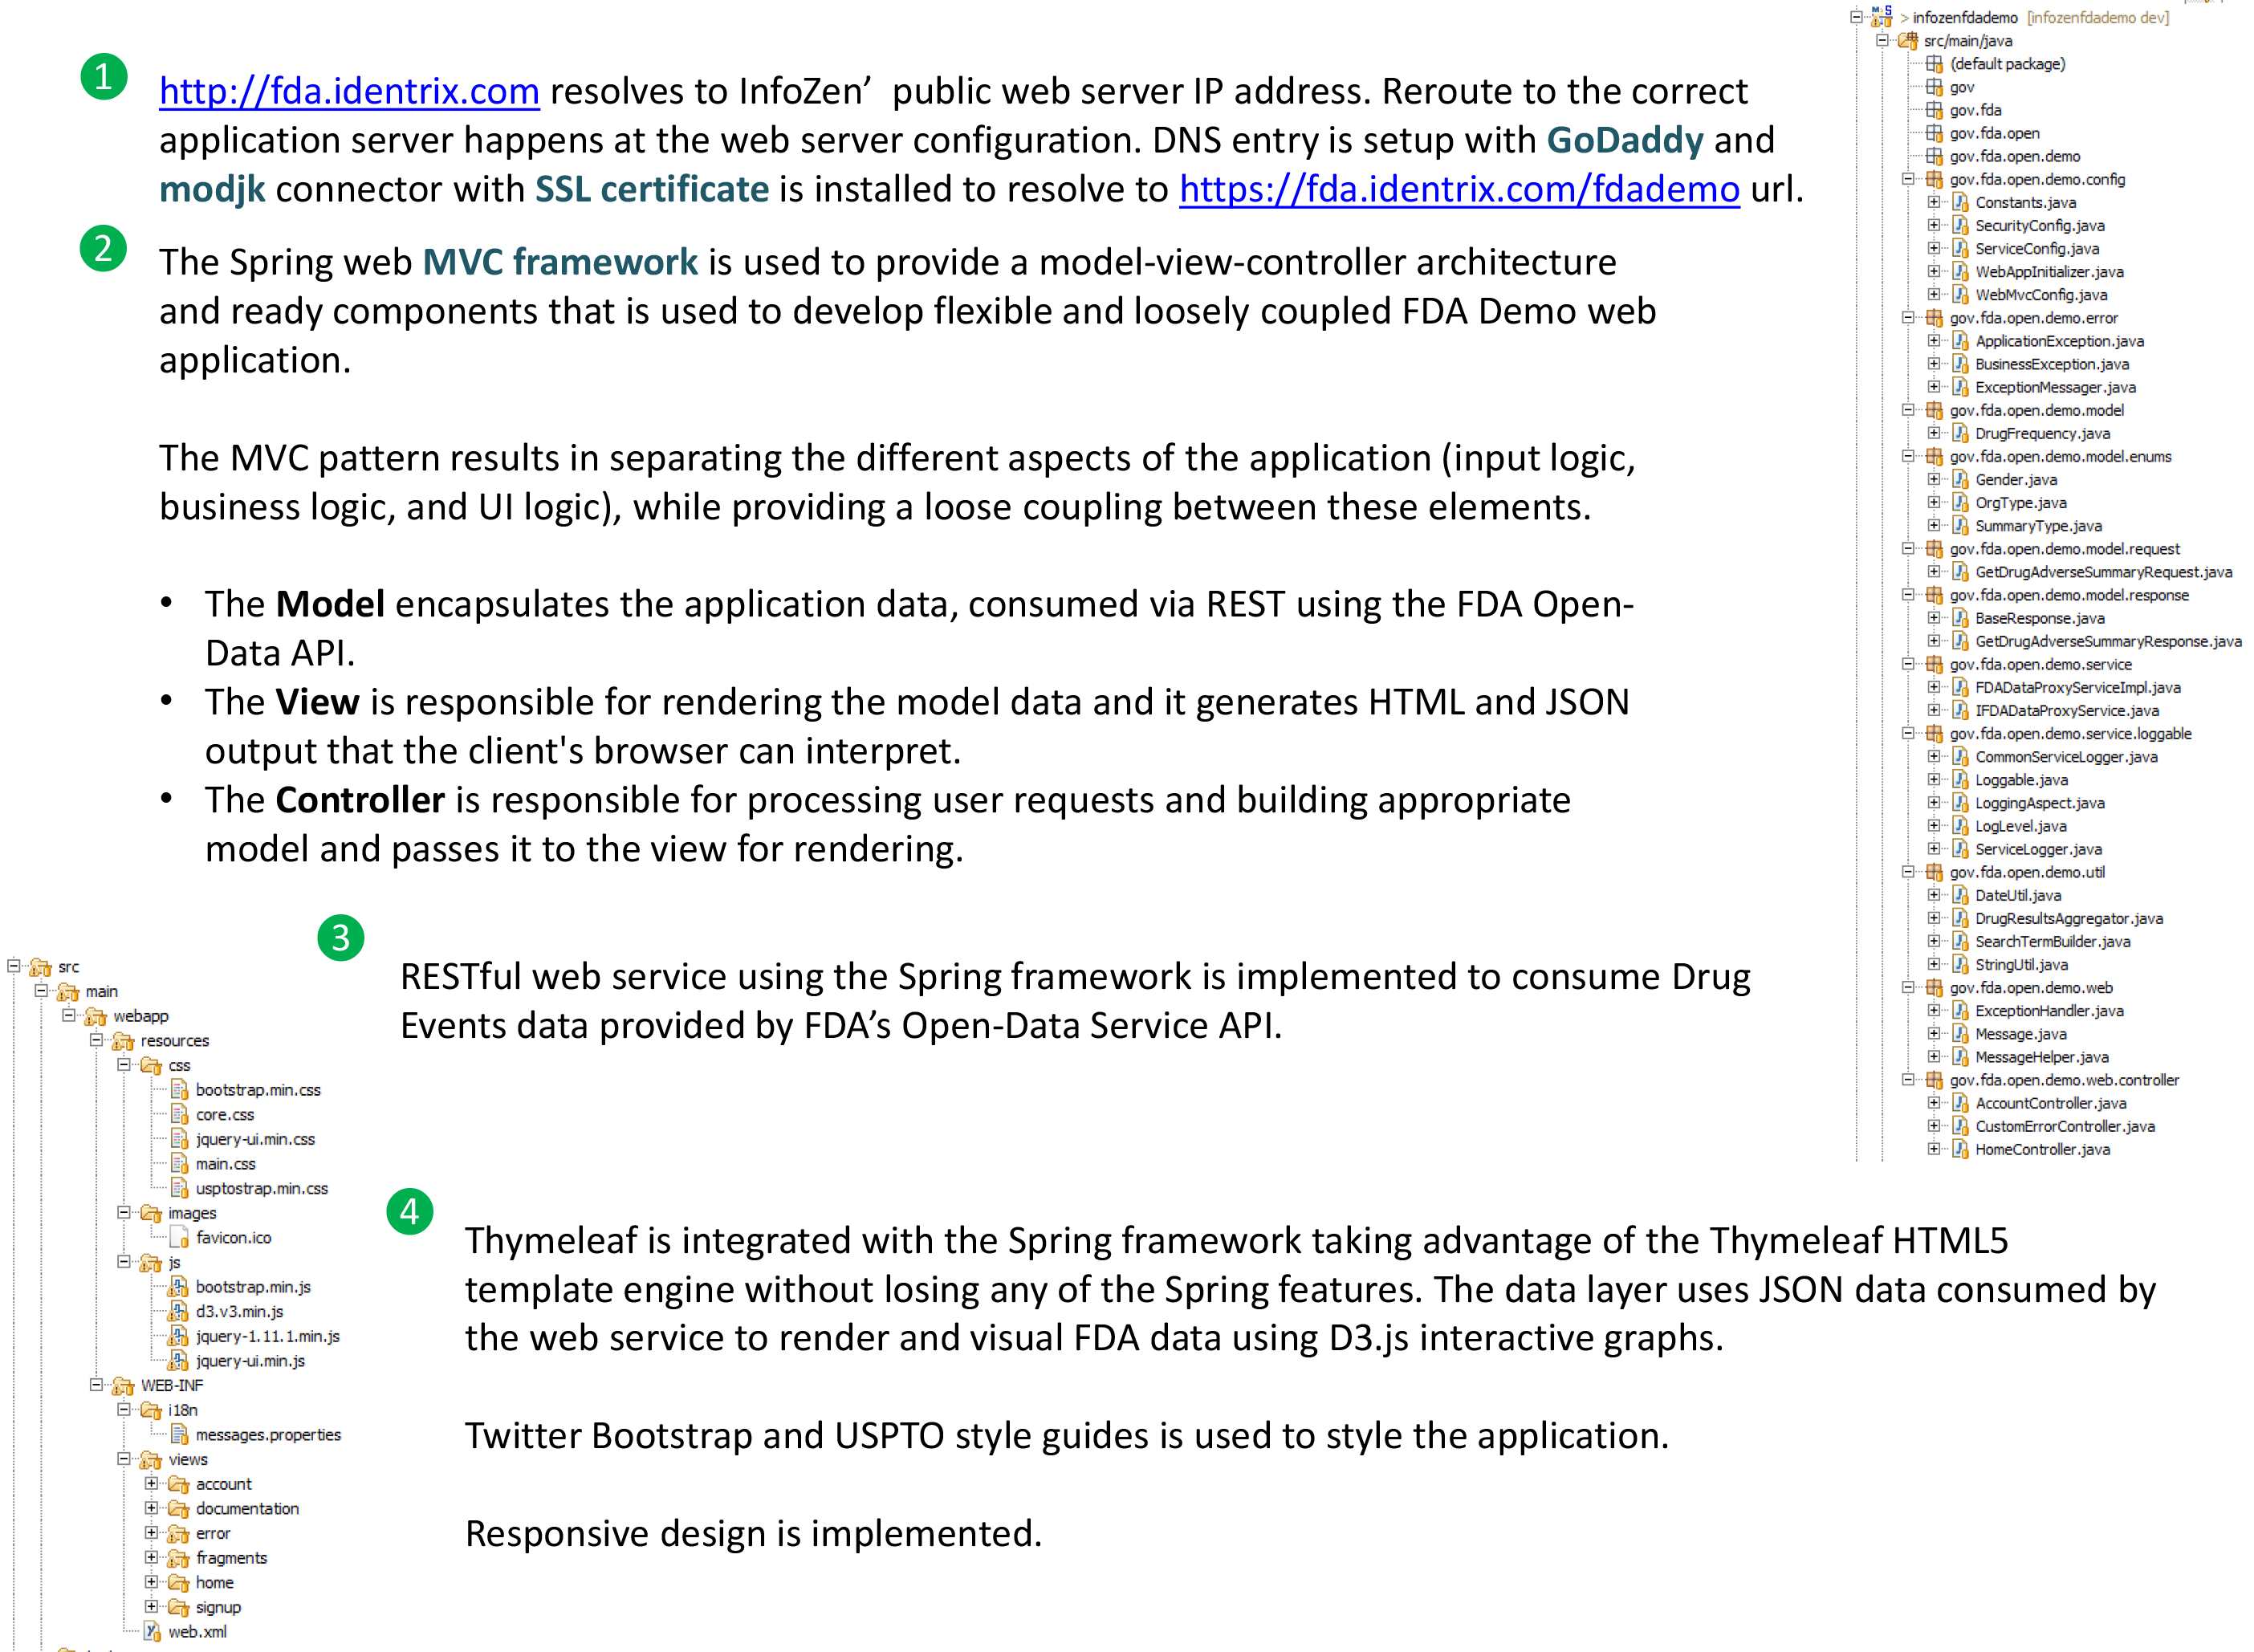 1
http://fda.identrix.com resolves to InfoZen’ public web server IP address. Reroute to the correct
application server happens at the web server configuration. DNS entry is setup with GoDaddy and
modjk connector with SSL certificate is installed to resolve to https://fda.identrix.com/fdademo url.
2
The Spring web MVC framework is used to provide a model-view-controller architecture
and ready components that is used to develop flexible and loosely coupled FDA Demo web
application.
The MVC pattern results in separating the different aspects of the application (input logic,
business logic, and UI logic), while providing a loose coupling between these elements.
• The Model encapsulates the application data, consumed via REST using the FDA Open-
Data API.
• The View is responsible for rendering the model data and it generates HTML and JSON
output that the client's browser can interpret.
• The Controller is responsible for processing user requests and building appropriate
model and passes it to the view for rendering.
3
RESTful web service using the Spring framework is implemented to consume Drug
Events data provided by FDA’s Open-Data Service API.
4
Thymeleaf is integrated with the Spring framework taking advantage of the Thymeleaf HTML5
template engine without losing any of the Spring features. The data layer uses JSON data consumed by
the web service to render and visual FDA data using D3.js interactive graphs.
Twitter Bootstrap and USPTO style guides is used to style the application.
Responsive design is implemented.
src
main
webapp
resources
css
bootstrap.min.css
core.css
jquery-ui.min.css
main.css
usptostrap.min.css
images
favicon.ico
js
bootstrap.min.js
d3.v3.min.js
jquery-1.11.1.min.js
jquery-ui.min.js
WEB-INF
i18n
messages.properties
views
account
documentation
error
fragments
home
signup
web.xml
> infozenfdademo [infozenfdademo dev]
src/main/java
(default package)
gov
gov.fda
gov.fda.open
gov.fda.open.demo
gov.fda.open.demo.config
Constants.java
SecurityConfig.java
ServiceConfig.java
WebAppInitializer.java
WebMvcConfig.java
gov.fda.open.demo.error
ApplicationException.java
BusinessException.java
ExceptionMessager.java
gov.fda.open.demo.model
DrugFrequency.java
gov.fda.open.demo.model.enums
Gender.java
OrgType.java
SummaryType.java
gov.fda.open.demo.model.request
GetDrugAdverseSummaryRequest.java
gov.fda.open.demo.model.response
BaseResponse.java
GetDrugAdverseSummaryResponse.java
gov.fda.open.demo.service
FDADataProxyServiceImpl.java
IFDADataProxyService.java
gov.fda.open.demo.service.loggable
CommonServiceLogger.java
Loggable.java
LoggingAspect.java
LogLevel.java
ServiceLogger.java
gov.fda.open.demo.util
DateUtil.java
DrugResultsAggregator.java
SearchTermBuilder.java
StringUtil.java
gov.fda.open.demo.web
ExceptionHandler.java
Message.java
MessageHelper.java
gov.fda.open.demo.web.controller
AccountController.java
CustomErrorController.java
HomeController.java